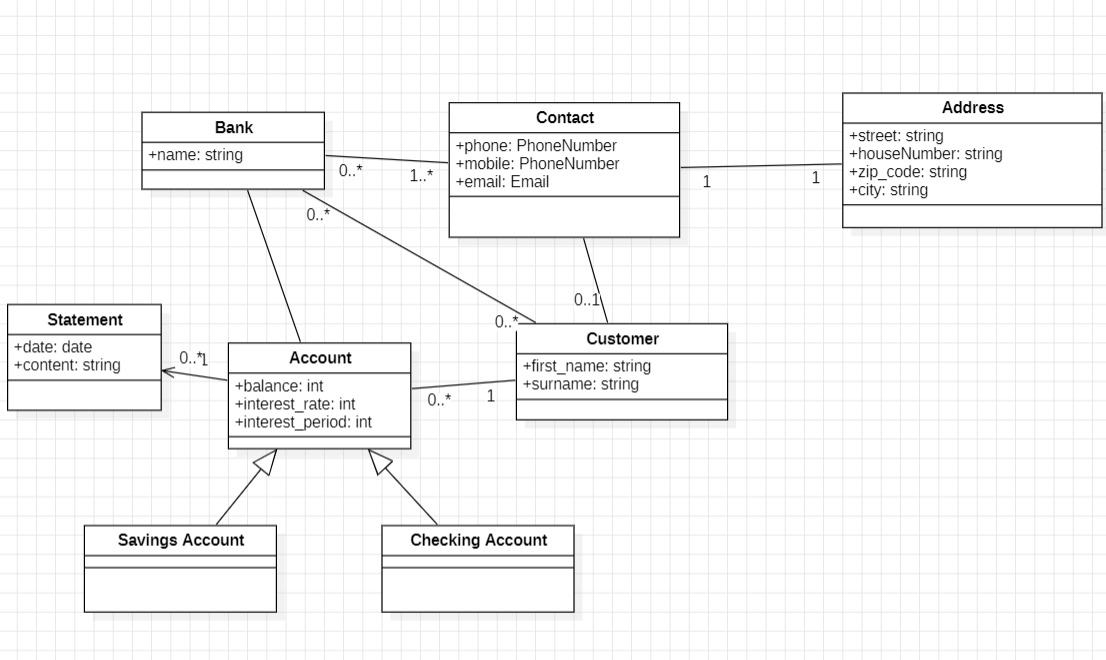 Bank
+name: string
0..*
1..*
0..*
Contact
+phone: PhoneNumber
+mobile: PhoneNumber
+email: Email
1
1
Address
+street: string
+houseNumber: string
+zip_code: string
+city: string
0..1
0..*
Statement
+date: date
+content: string
0..*
1
Account
+balance: int
+interest_rate: int
+interest_period: int
0..*
1
Customer
+first_name: string
+surname: string
Savings Account
Checking Account